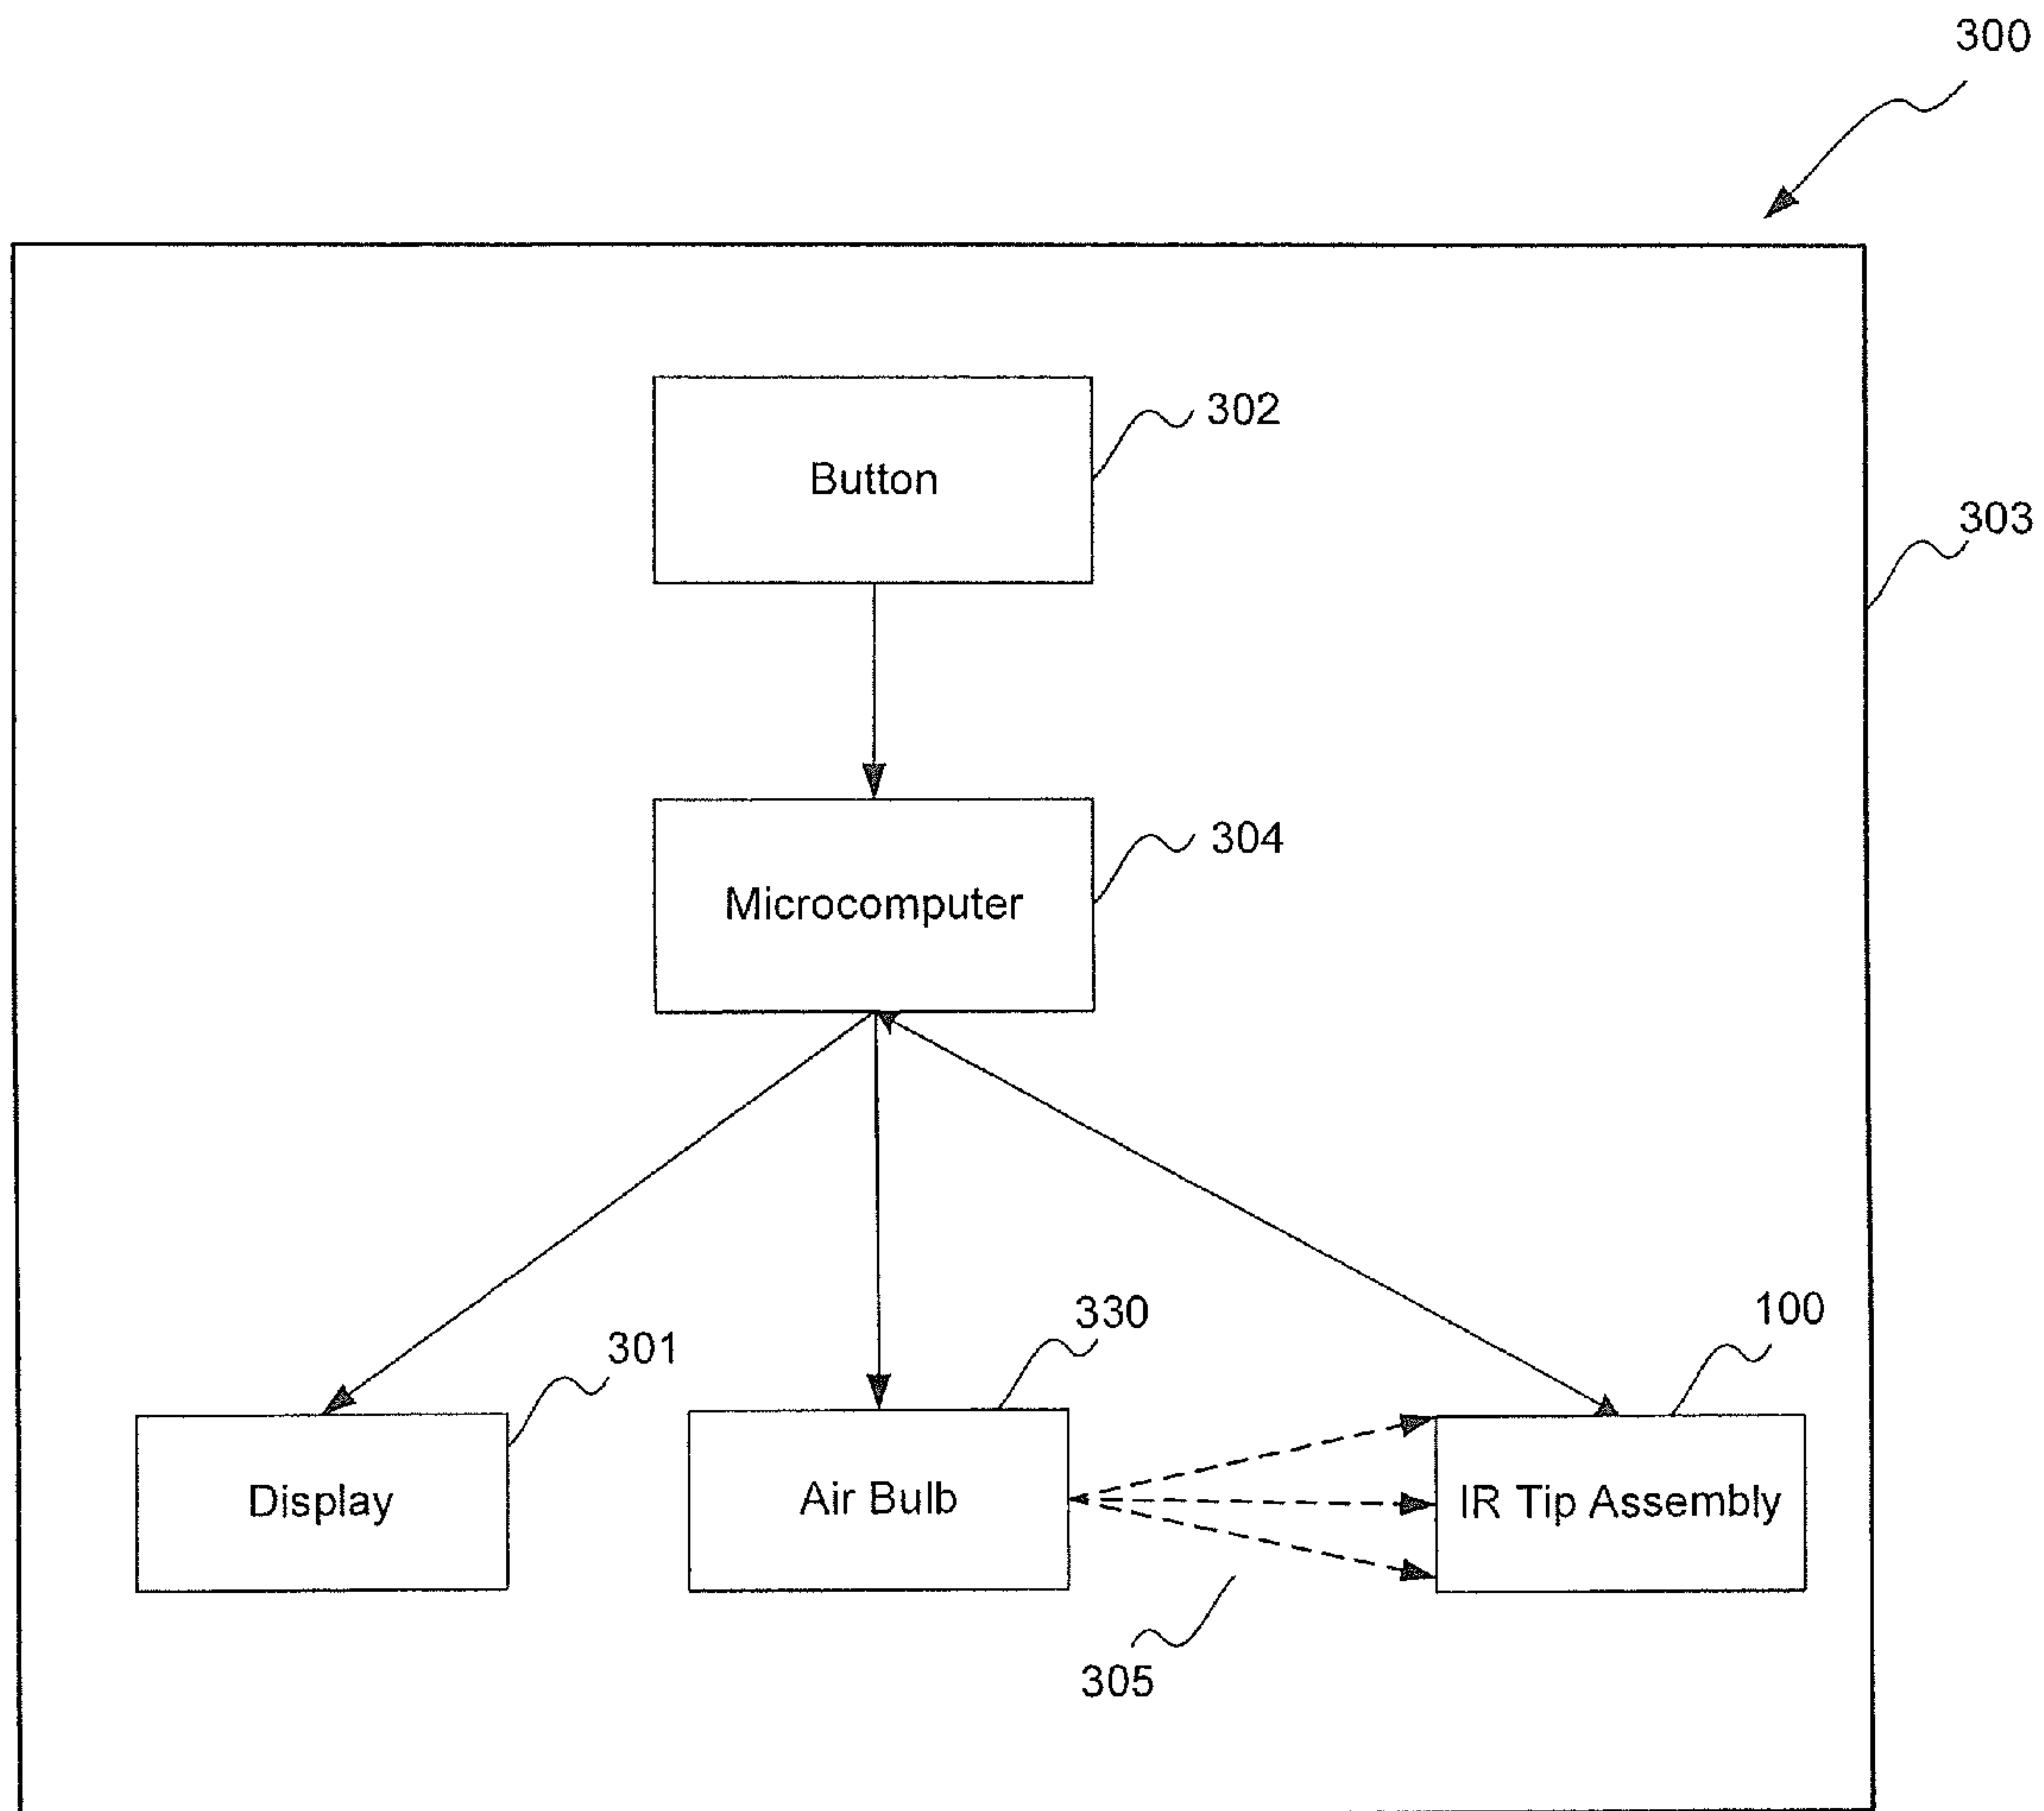 300
302
Button
303
304
Microcomputer
330
100
301
Display
Air Bulb
IR Tip Assembly
305